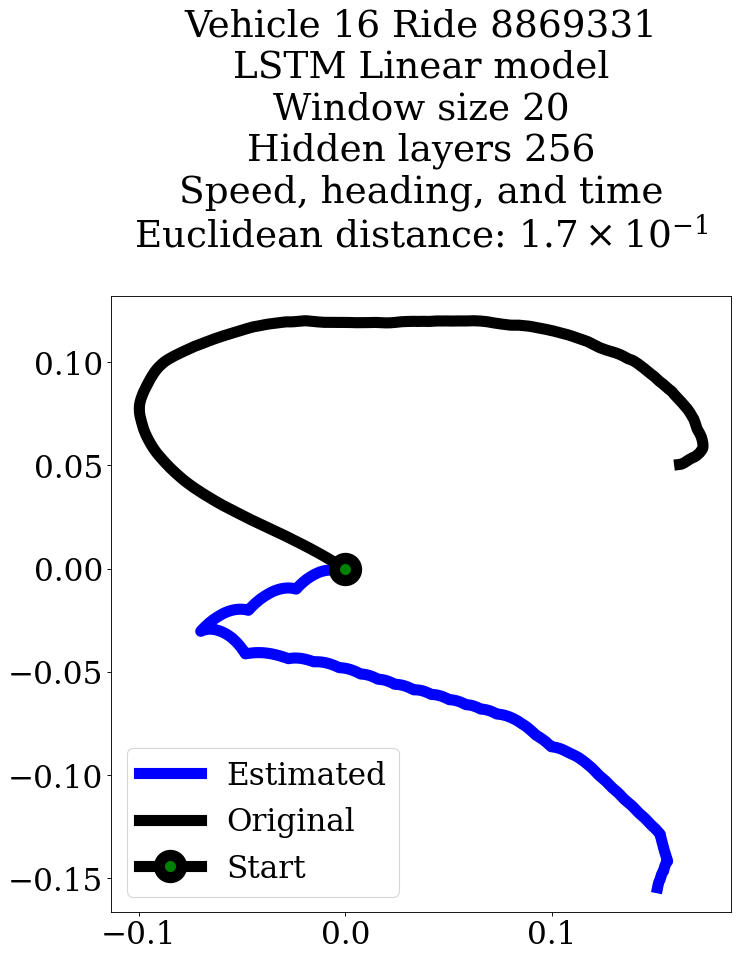 Vehicle 16 Ride 8869331
LSTM Linear model
Window size 20
Hidden layers 256
Speed, heading, and time
Euclidean distance: 1.7 × 10⁻¹
0.10
0.05
0.00
−0.05
−0.10
−0.15
Estimated
Original
Start
−0.1 0.0 0.1